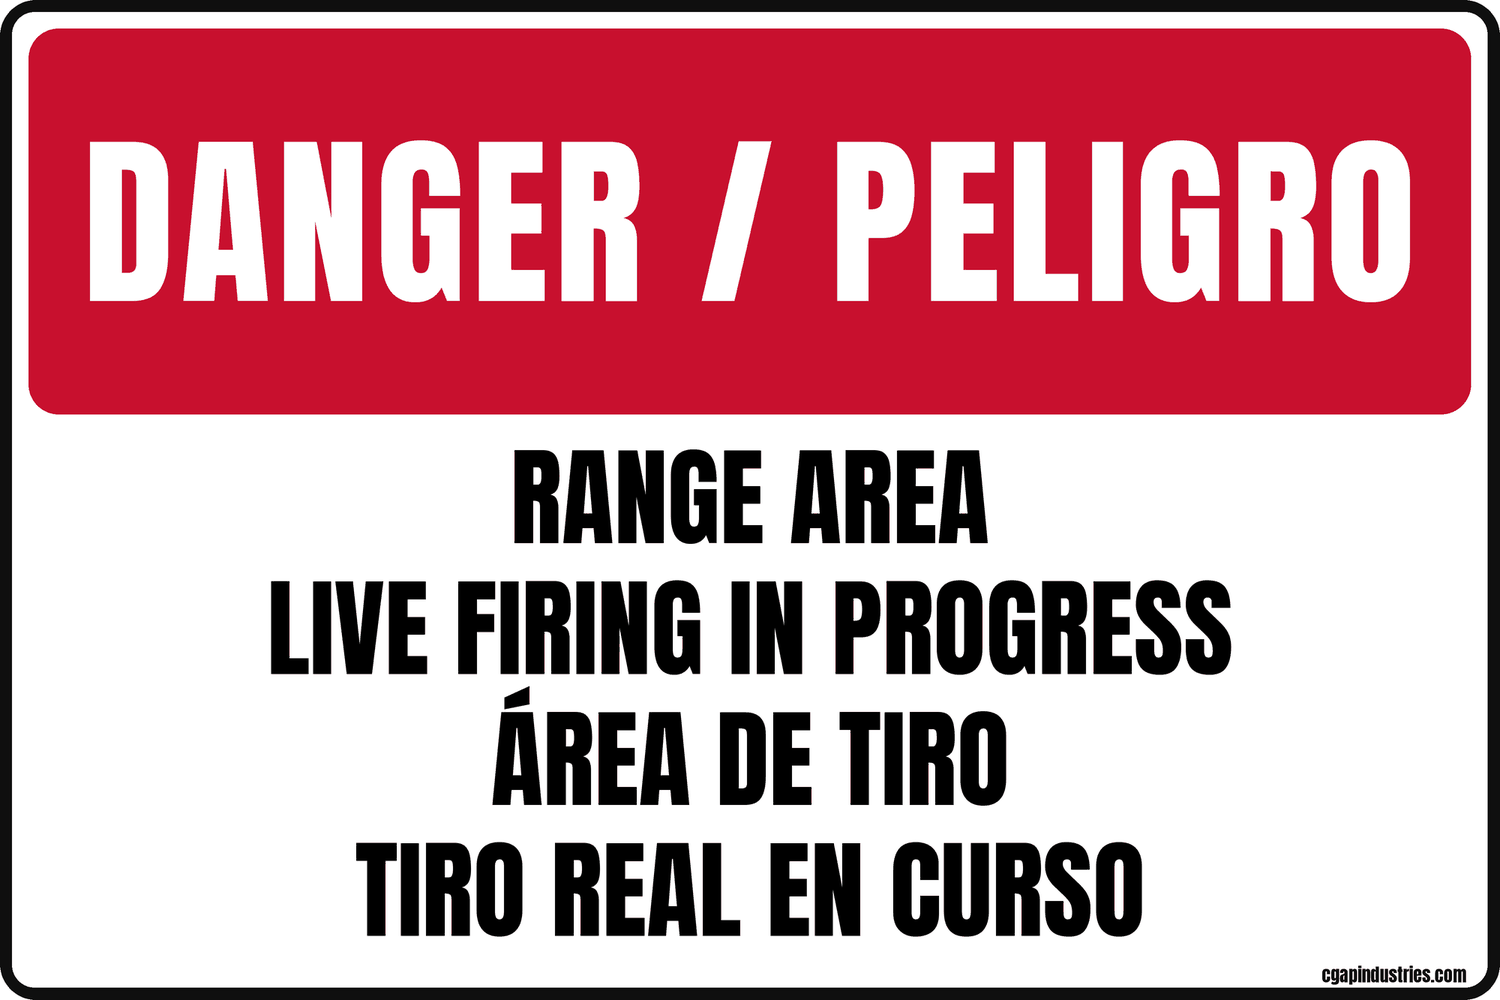 DANGER / PELIGRO
RANGE AREA
LIVE FIRING IN PROGRESS
ÁREA DE TIRO
TIRO REAL EN CURSO
cgapindustries.com